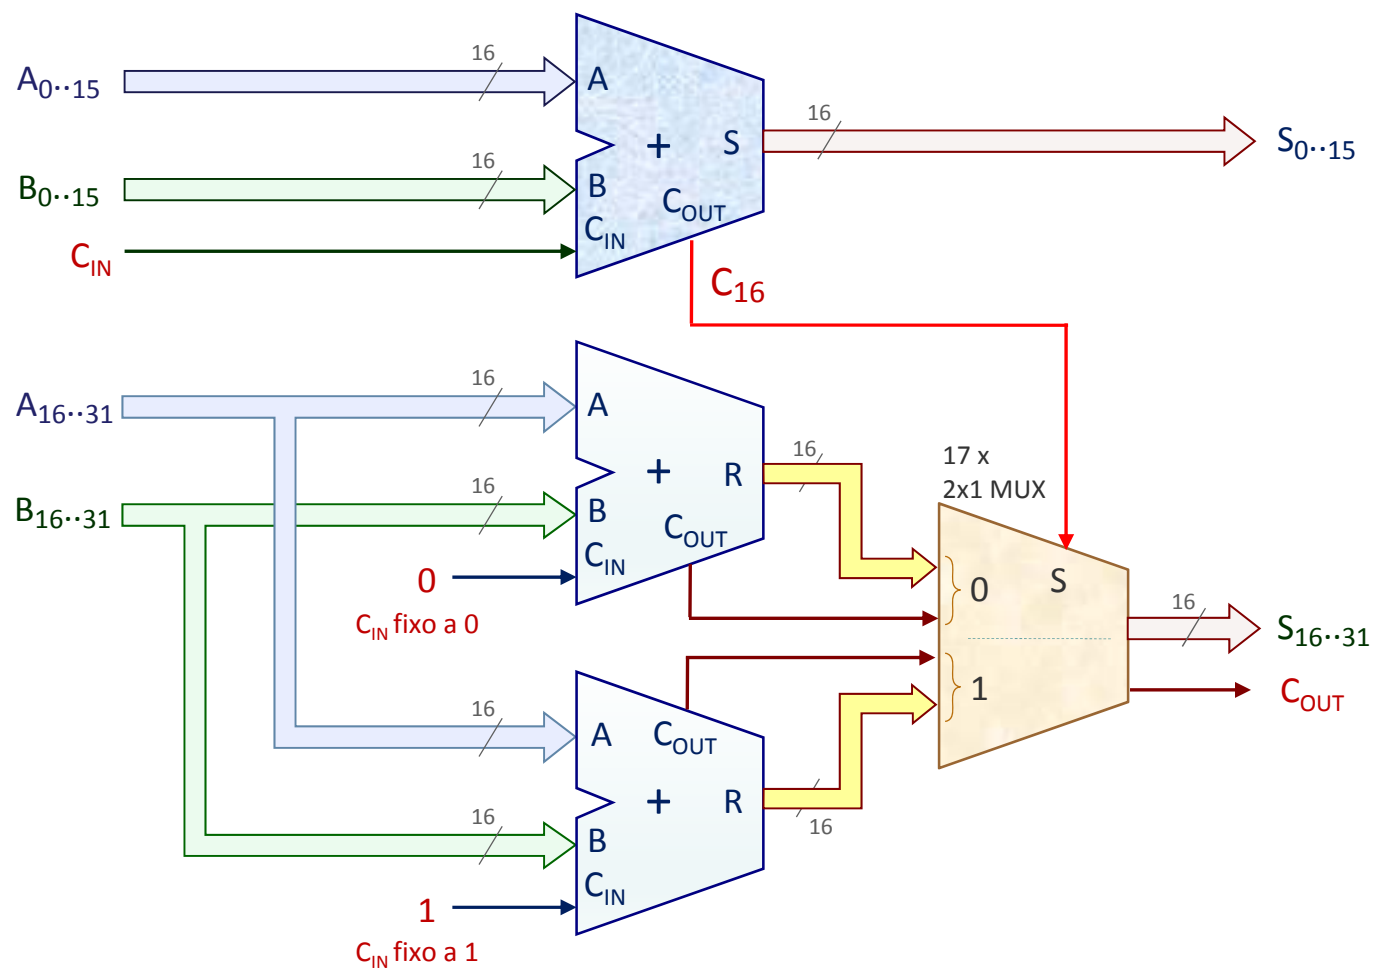 16
A0..15
A
16
S
16
S0..15
+
16
B0..15
B
COUT
CIN
CIN
C16
16
A16..31
A
16
R
17 x
2x1 MUX
+
16
B16..31
B
COUT
CIN
0
CIN fixo a 0
0
S
16
S16..31
1
COUT
16
A
COUT
+
R
16
16
B
CIN
1
CIN fixo a 1